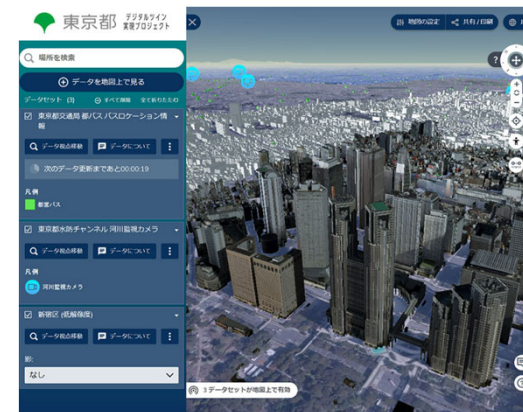 東京都 デジタルツイン
実現プロジェクト
地図の設定
共有 / 印刷
場所を検索
データを地図上で見る
データセット (3) すべて削除 全て折りたたむ
東京都交通局 都バス バスロケーション情
報
データ視点移動 データについて
次のデータ更新まであと00:00:19
凡例
都営バス
東京都水防チャンネル 河川監視カメラ
データ視点移動 データについて
凡例
河川監視カメラ
新宿区 (低解像度)
データ視点移動 データについて
影:
なし
3 データセットが地図上で有効